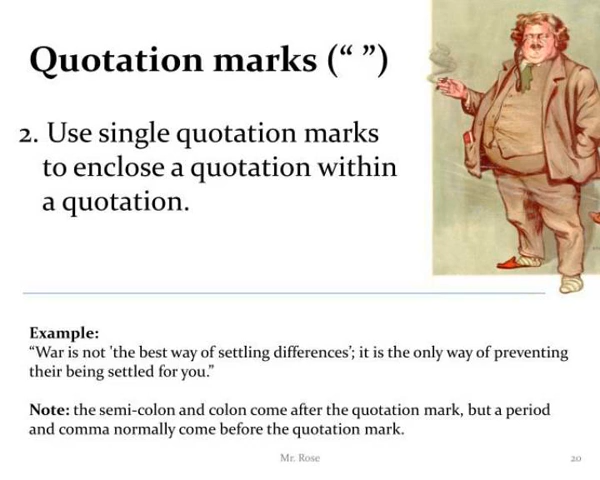 Quotation marks (“ ”)
2. Use single quotation marks
to enclose a quotation within
a quotation.
Example:
“War is not 'the best way of settling differences'; it is the only way of preventing
their being settled for you.”
Note: the semi-colon and colon come after the quotation mark, but a period
and comma normally come before the quotation mark.
Mr. Rose
20